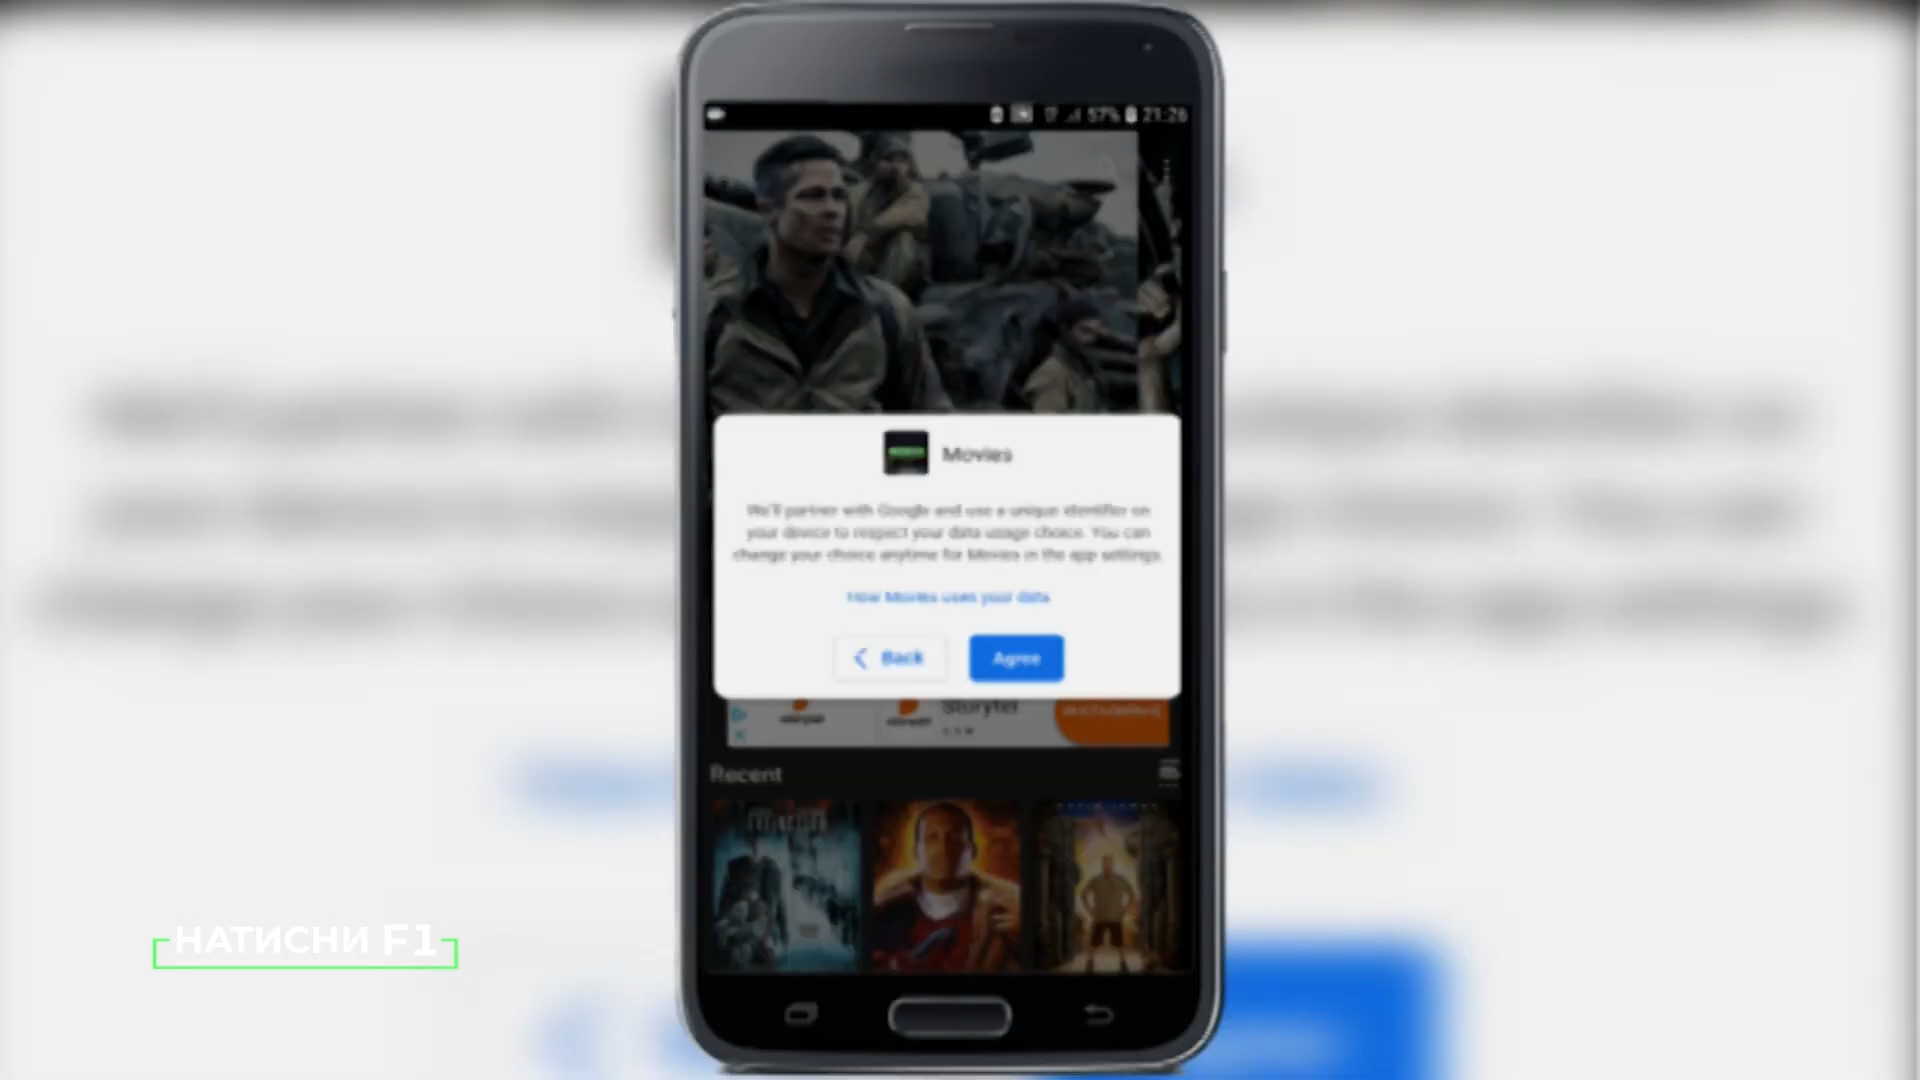 57% 21:26
Movies
We'll partner with Google and use a unique identifier on
your device to respect your data usage choice. You can
change your choice anytime for Movies in the app settings.
How Movies uses your data
Back
Agree
Storytel
Recent
НАТИСНИ F1